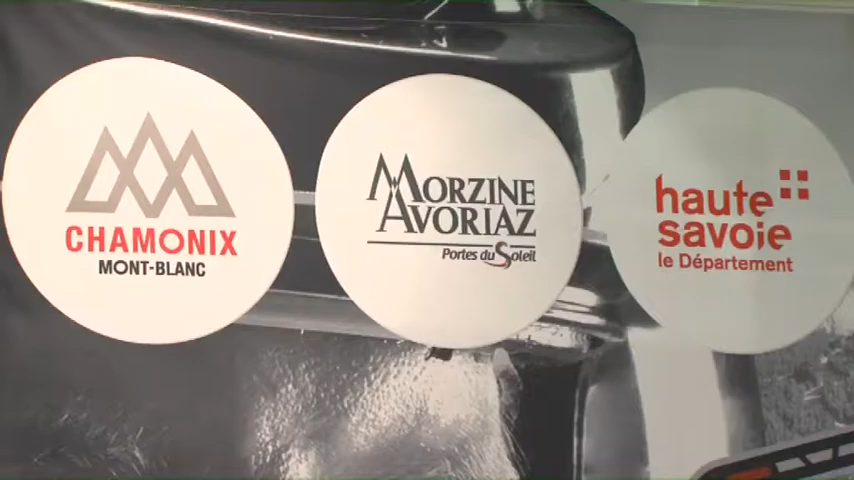 CHAMONIX
MONT-BLANC
MORZINE
AVORIAZ
Portes du Soleil
haute
savoie
le Département